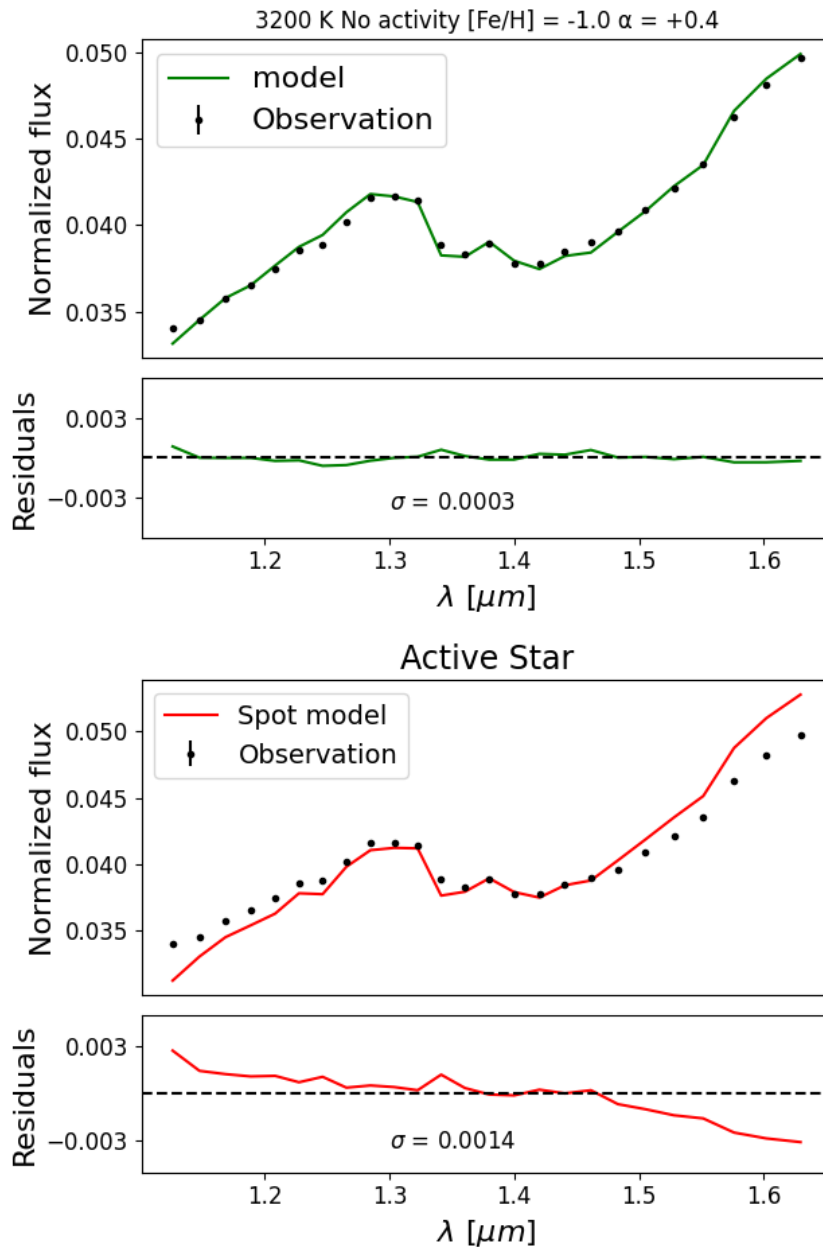 3200 K No activity [Fe/H] = -1.0 α = +0.4
model
Observation
Normalized flux
0.050
0.045
0.040
0.035
Residuals
0.003
−0.003
σ = 0.0003
1.2 1.3 1.4 1.5 1.6
λ [μm]
Active Star
Spot model
Observation
Normalized flux
0.050
0.045
0.040
0.035
Residuals
0.003
−0.003
σ = 0.0014
1.2 1.3 1.4 1.5 1.6
λ [μm]